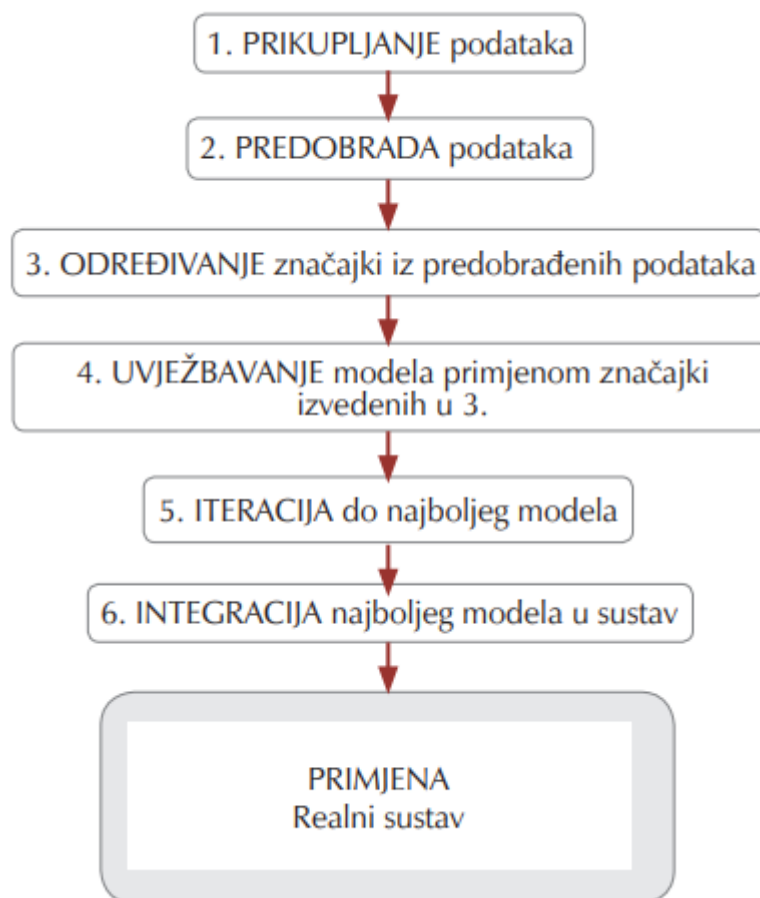 1. PRIKUPLJANJE podataka
2. PREDOBRADA podataka
3. ODREĐIVANJE značajki iz predobrađenih podataka
4. UVJEŽBAVANJE modela primjenom značajki
izvedenih u 3.
5. ITERACIJA do najboljeg modela
6. INTEGRACIJA najboljeg modela u sustav
PRIMJENA
Realni sustav